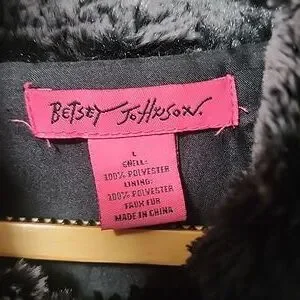 BETSEY JOHNSON.
L
SHELL:
100% POLYESTER
LINING:
100% POLYESTER
FAUX FUR
MADE IN CHINA